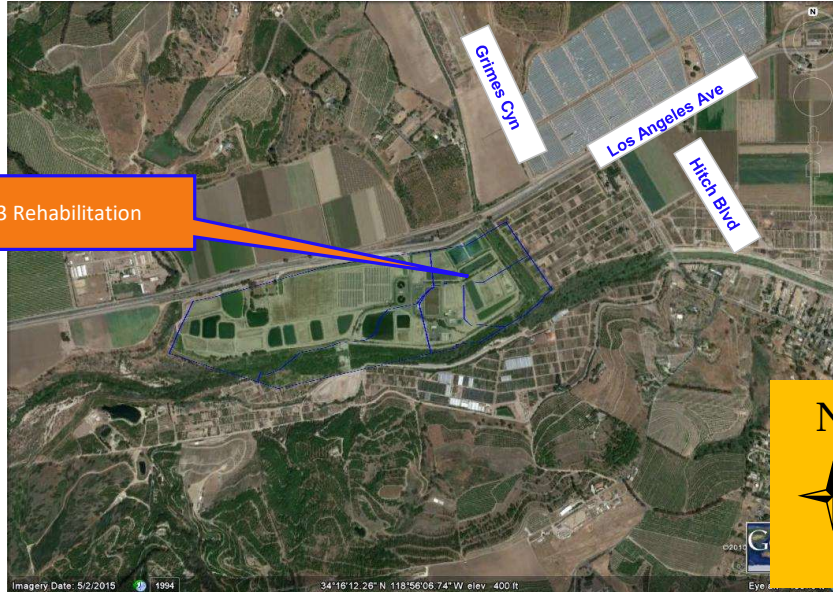 N
Grimes Cyn
Los Angeles Ave
Hitch Blvd
3 Rehabilitation
N
©201
G
Imagery Date: 5/2/2015 1994 34°16'12.26" N 118°56'06.74" W elev 400 ft Eye a